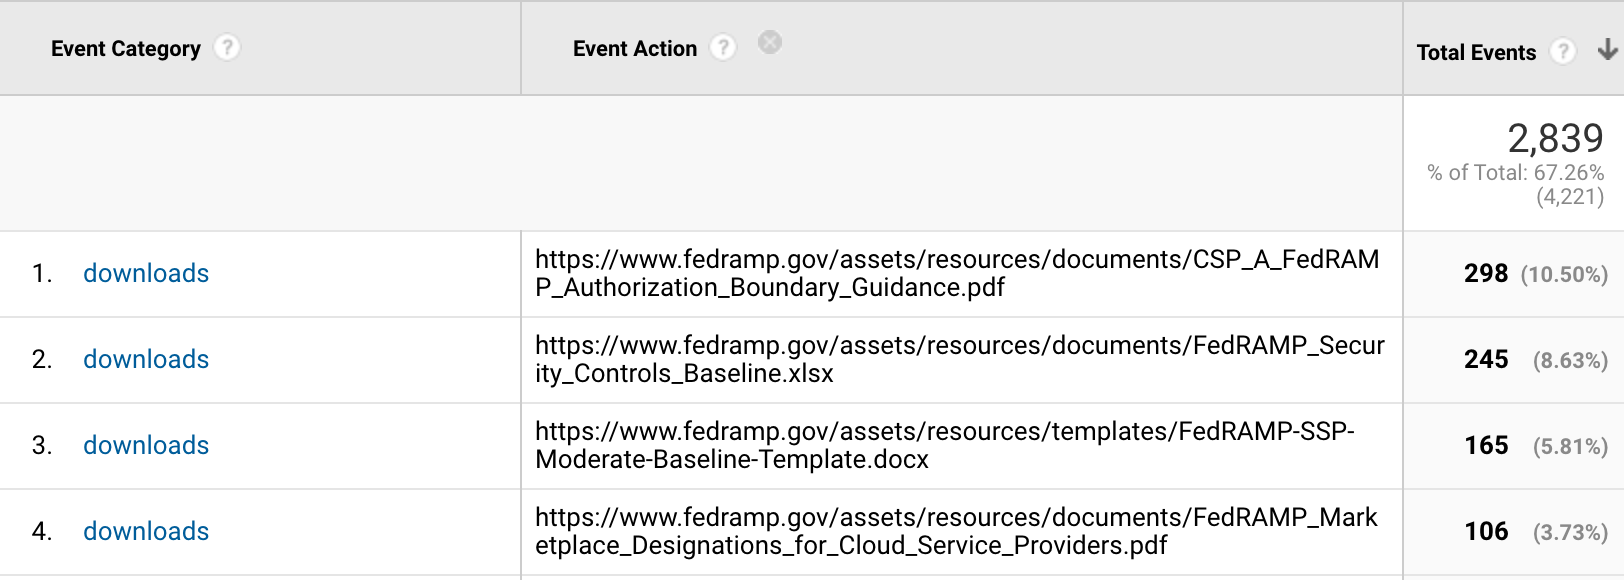 Event Category ? Event Action ? Total Events ?
2,839
% of Total: 67.26%
(4,221)
1. downloads https://www.fedramp.gov/assets/resources/documents/CSP_A_FedRAM 298 (10.50%)
P_Authorization_Boundary_Guidance.pdf
2. downloads https://www.fedramp.gov/assets/resources/documents/FedRAMP_Secur 245 (8.63%)
ity_Controls_Baseline.xlsx
3. downloads https://www.fedramp.gov/assets/resources/templates/FedRAMP-SSP- 165 (5.81%)
Moderate-Baseline-Template.docx
4. downloads https://www.fedramp.gov/assets/resources/documents/FedRAMP_Mark 106 (3.73%)
etplace_Designations_for_Cloud_Service_Providers.pdf